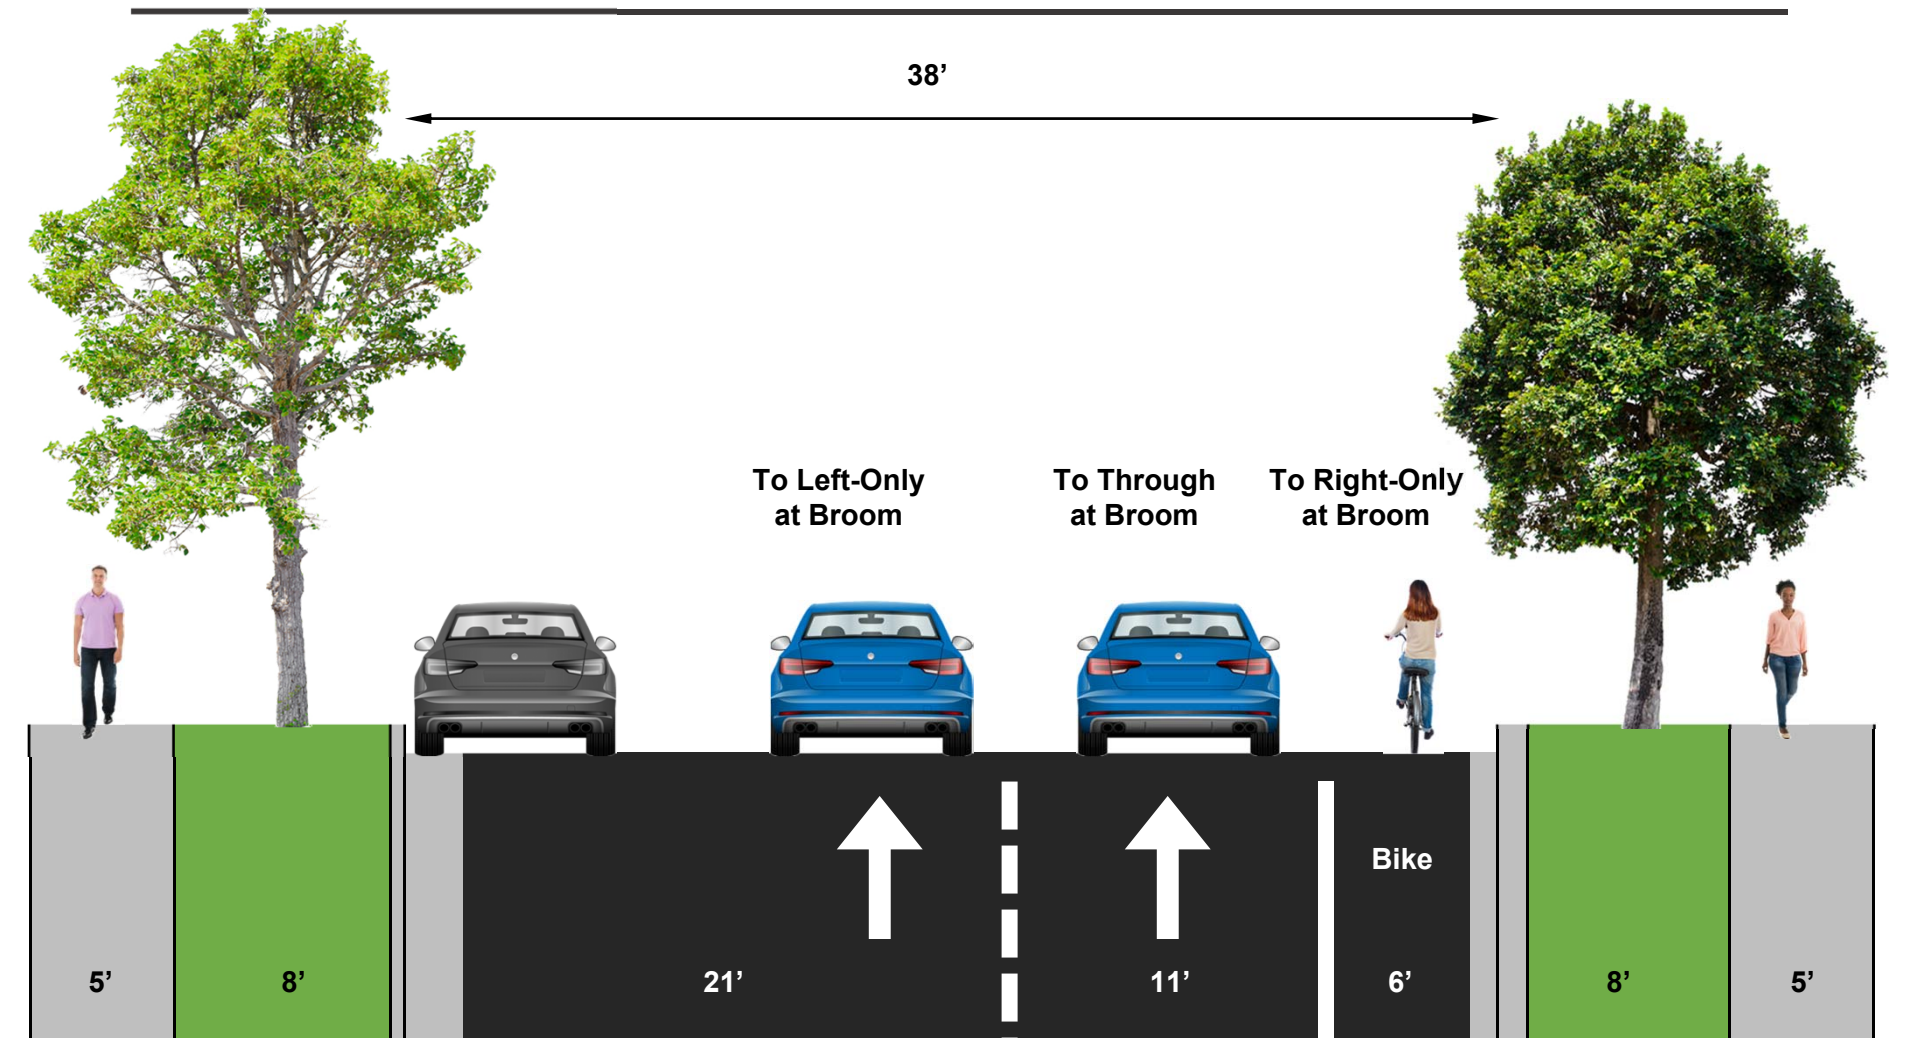 38’
To Left-Only
at Broom
To Through
at Broom
To Right-Only
at Broom
Bike
5’
8’
21’
11’
6’
8’
5’